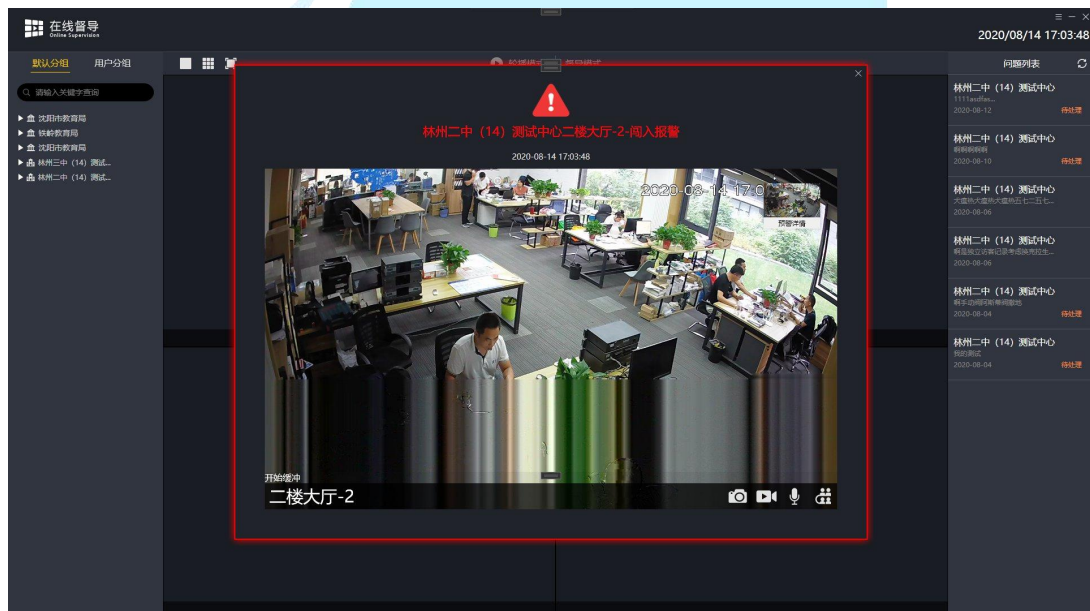 在线督导
Online Supervision
2020/08/14 17:03:48
默认分组 用户分组
轮播模式 督导模式
问题列表
请输入关键字查询
沈阳市教育局
铁岭教育局
沈阳市教育局
林州三中（14）测试...
林州二中（14）测试...
林州二中（14）测试中心二楼大厅-2-闯入报警
2020-08-14 17:03:48
2020-08-14 17:0
预警详情
开始缓冲
二楼大厅-2
林州二中（14）测试中心
1111asdfas...
2020-08-12 待处理
林州二中（14）测试中心
啊啊啊啊啊
2020-08-10 待处理
林州二中（14）测试中心
2020-08-06
林州二中（14）测试中心
2020-08-06
林州二中（14）测试中心
2020-08-04 待处理
林州二中（14）测试中心
我的测试
2020-08-04 待处理